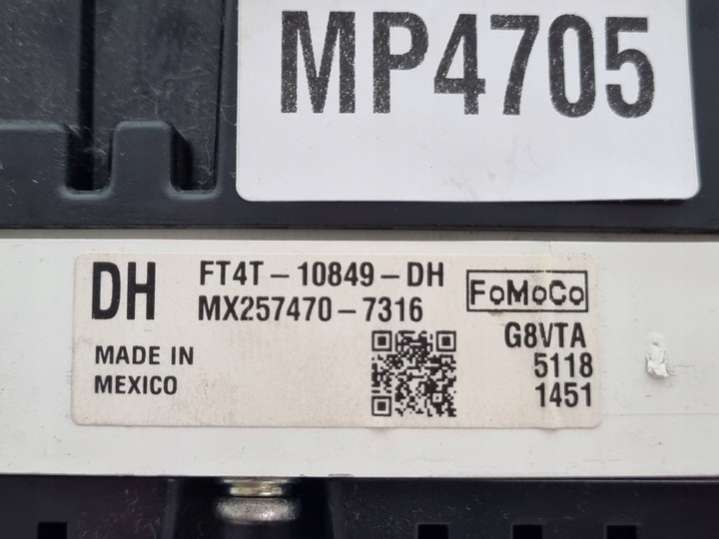 MP4705
DH
FT4T-10849-DH
MX257470-7316
FoMoCo
MADE IN
MEXICO
G8VTA
5118
1451